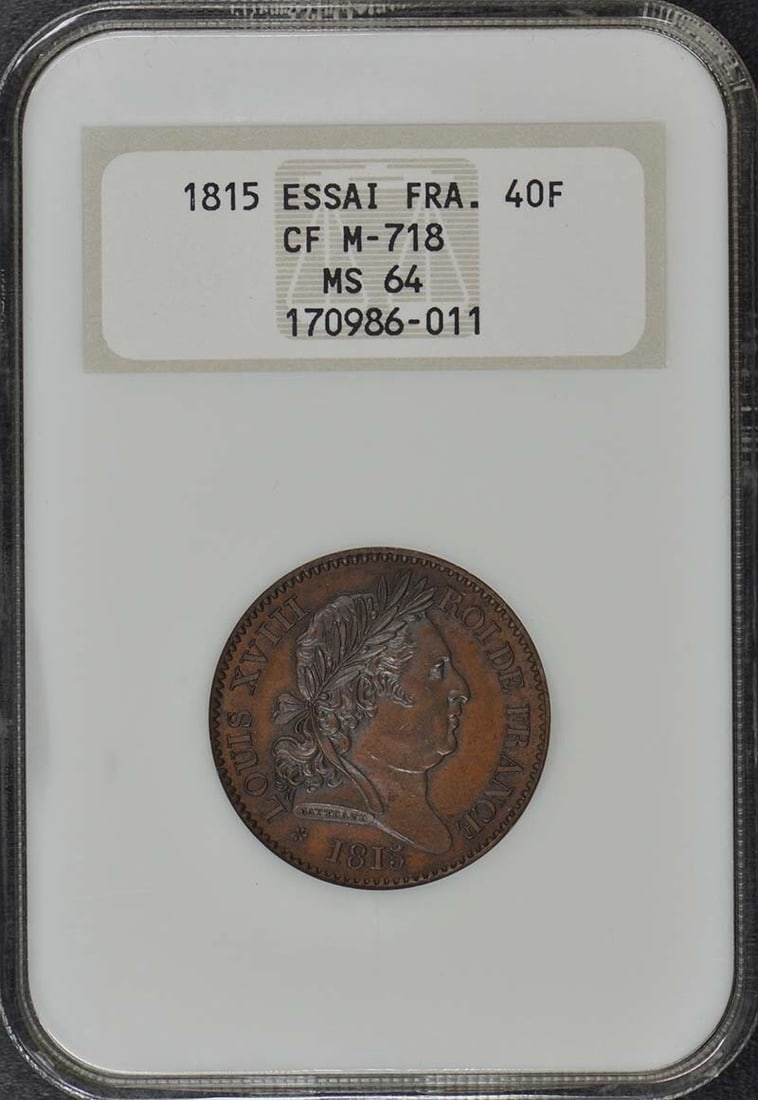 1815 ESSAI FRA. 40F
CF M-718
MS 64
170986-011
LOUIS XVIII ROI DE FRANCE
1815